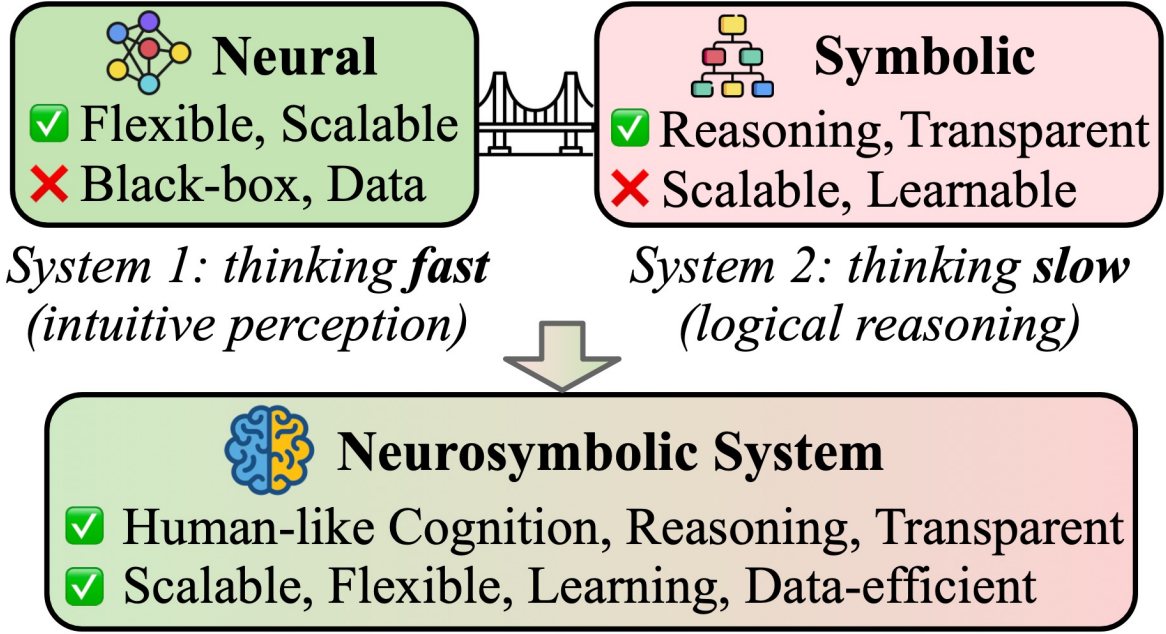 Neural
Flexible, Scalable
Black-box, Data
System 1: thinking fast
(intuitive perception)
Symbolic
Reasoning, Transparent
Scalable, Learnable
System 2: thinking slow
(logical reasoning)
Neurosymbolic System
Human-like Cognition, Reasoning, Transparent
Scalable, Flexible, Learning, Data-efficient